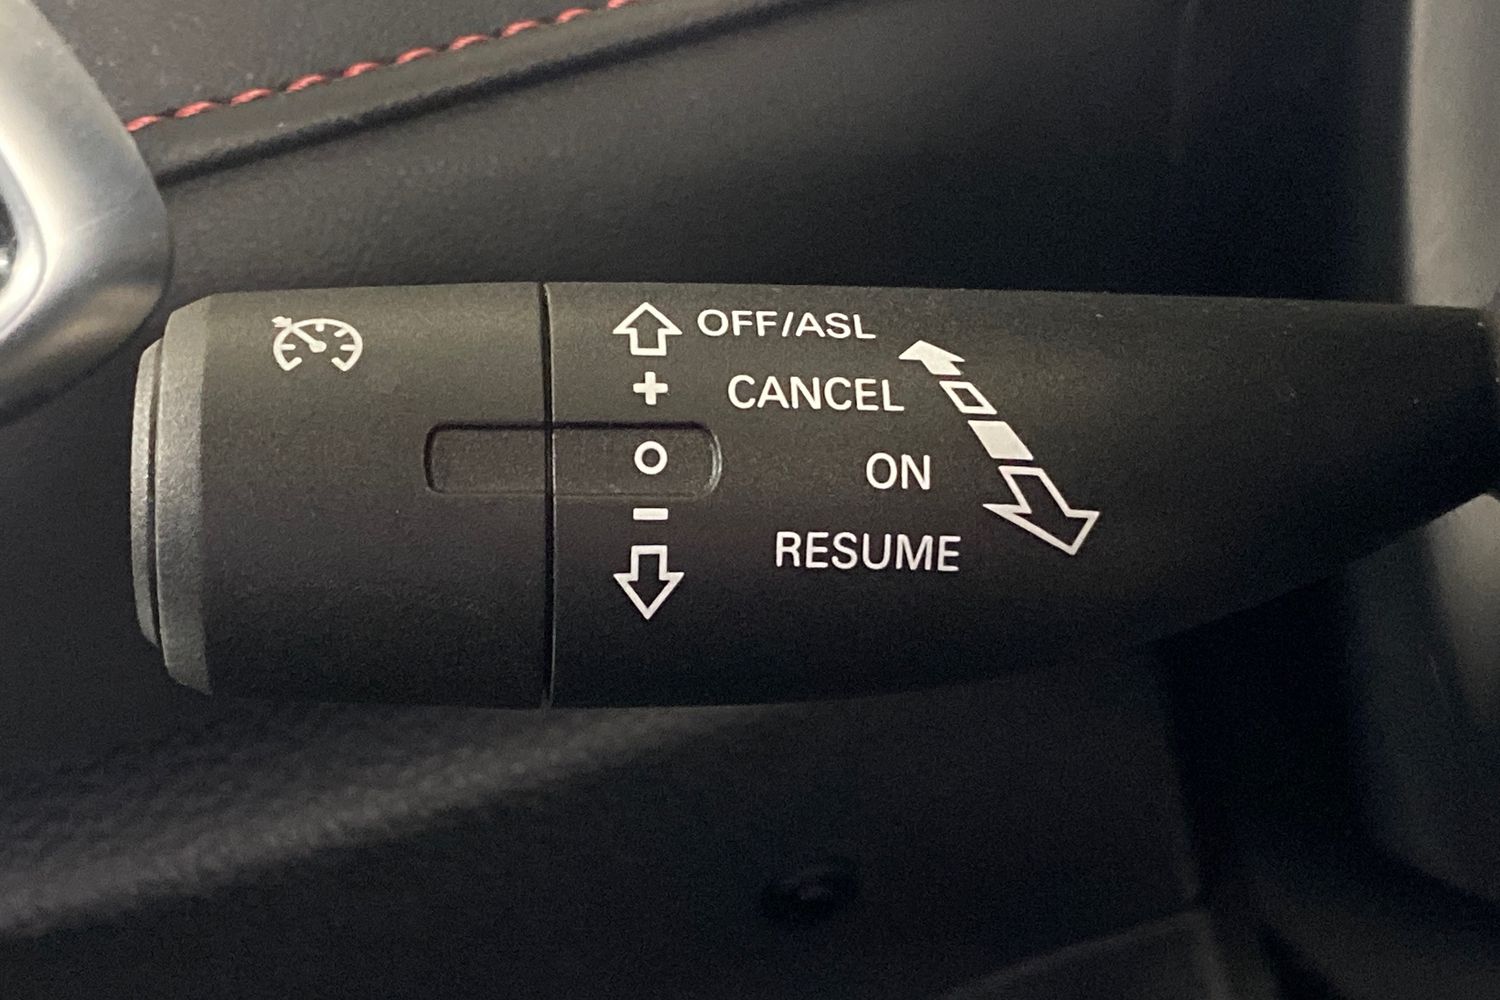 OFF/ASL
+ CANCEL
O ON
−
RESUME